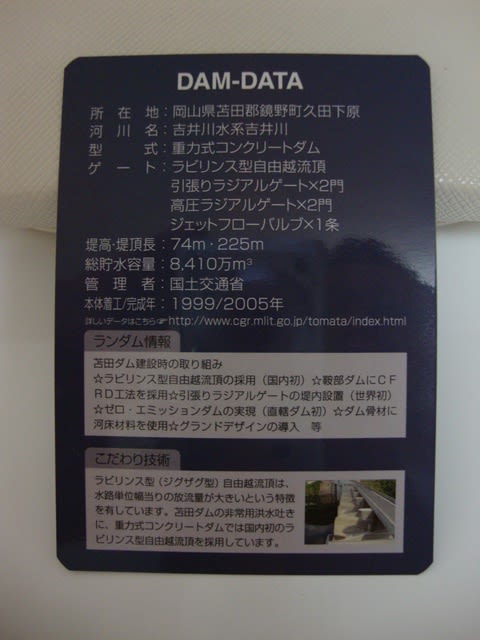 DAM-DATA
所在地:岡山県苫田郡鏡野町久田下原
河川名:吉井川水系吉井川
型式:重力式コンクリートダム
ゲート:ラビリンス型自由越流頂
引張りラジアルゲート×2門
高圧ラジアルゲート×2門
ジェットフローバルブ×1条
堤高・堤頂長:74m・225m
総貯水容量:8,410万m³
管理者:国土交通省
本体着工/完成年:1999/2005年
詳しいデータはこちら☞http://www.cgr.mlit.go.jp/tomata/index.html
ランダム情報
苫田ダム建設時の取り組み
☆ラビリンス型自由越流頂の採用(国内初)☆鞍部ダムにCF
RD工法を採用☆引張りラジアルゲートの堤内設置(世界初)
☆ゼロ・エミッションダムの実現(直轄ダム初)☆ダム骨材に
河床材料を使用☆グランドデザインの導入 等
こだわり技術
ラビリンス型(ジグザグ型)自由越流頂は、
水路単位幅当りの放流量が大きいという特徴
を有しています。苫田ダムの非常用洪水吐き
に、重力式コンクリートダムでは国内初のラ
ビリンス型自由越流頂を採用しています。